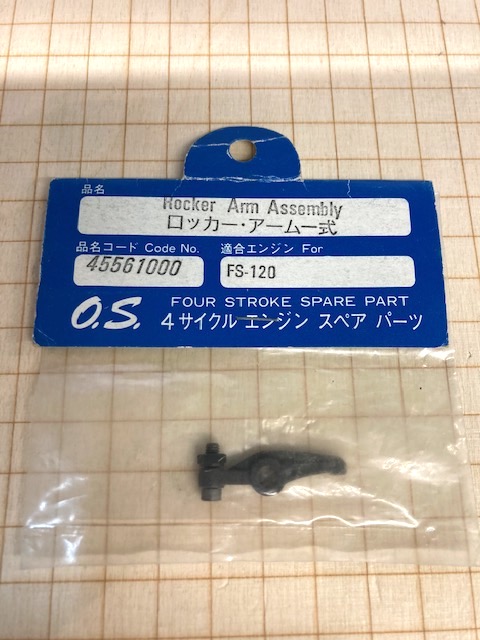 品名
Rocker Arm Assembly
ロッカー・アーム一式
品名コード Code No. 適合エンジン For
45561000 FS-120
O.S. FOUR STROKE SPARE PART
4サイクル エンジン スペア パーツ